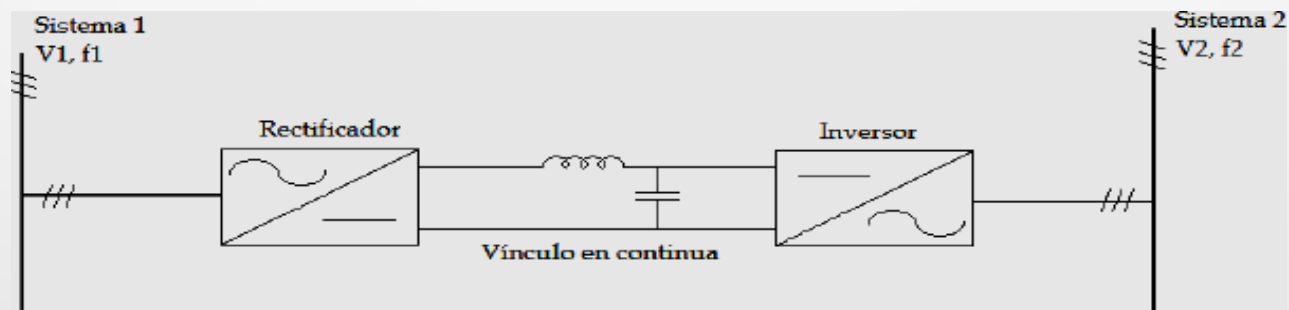 Sistema 1
V1, f1
Sistema 2
V2, f2
Rectificador
Inversor
Vínculo en continua